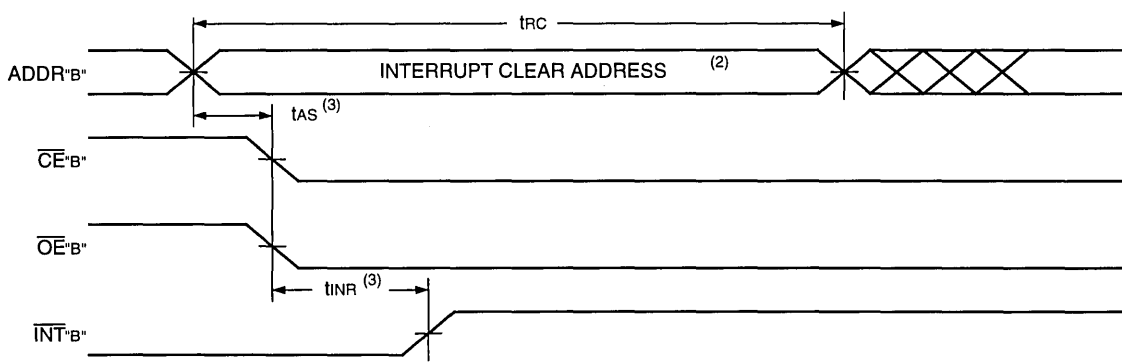 tRC
ADDR"B" INTERRUPT CLEAR ADDRESS (2)
tAS (3)
CE"B"
OE"B"
tINR (3)
INT"B"